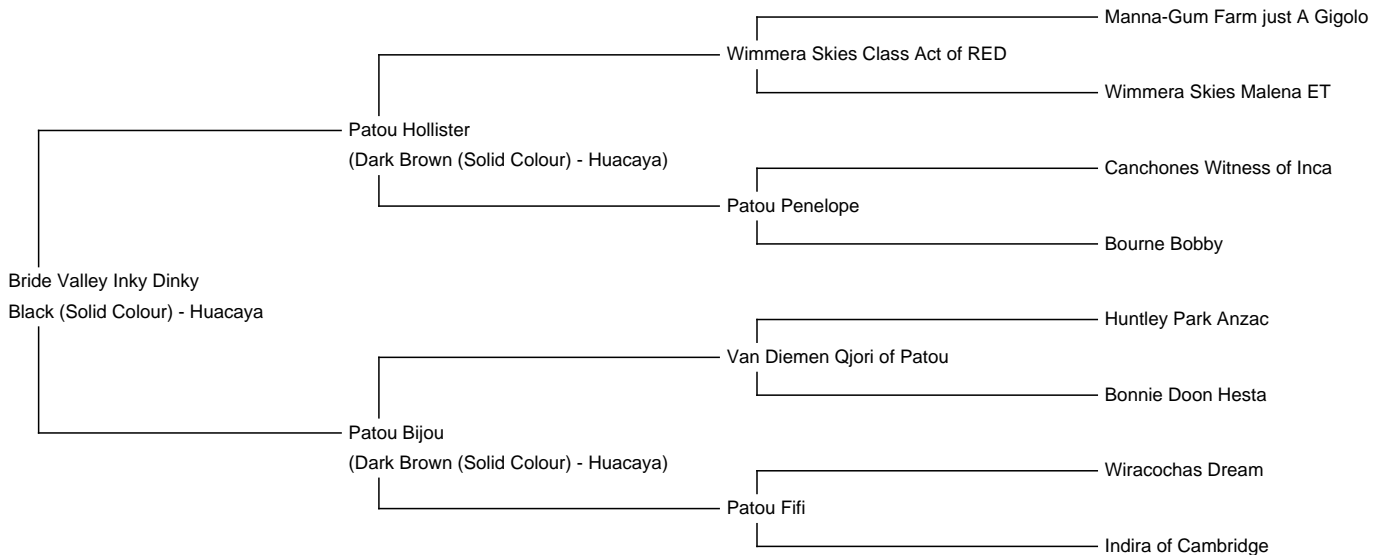 Manna-Gum Farm just A Gigolo
Wimmera Skies Class Act of RED
Wimmera Skies Malena ET
Patou Hollister
(Dark Brown (Solid Colour) - Huacaya)
Canchones Witness of Inca
Patou Penelope
Bourne Bobby
Bride Valley Inky Dinky
Black (Solid Colour) - Huacaya
Huntley Park Anzac
Van Diemen Qjori of Patou
Bonnie Doon Hesta
Patou Bijou
(Dark Brown (Solid Colour) - Huacaya)
Wiracochas Dream
Patou Fifi
Indira of Cambridge